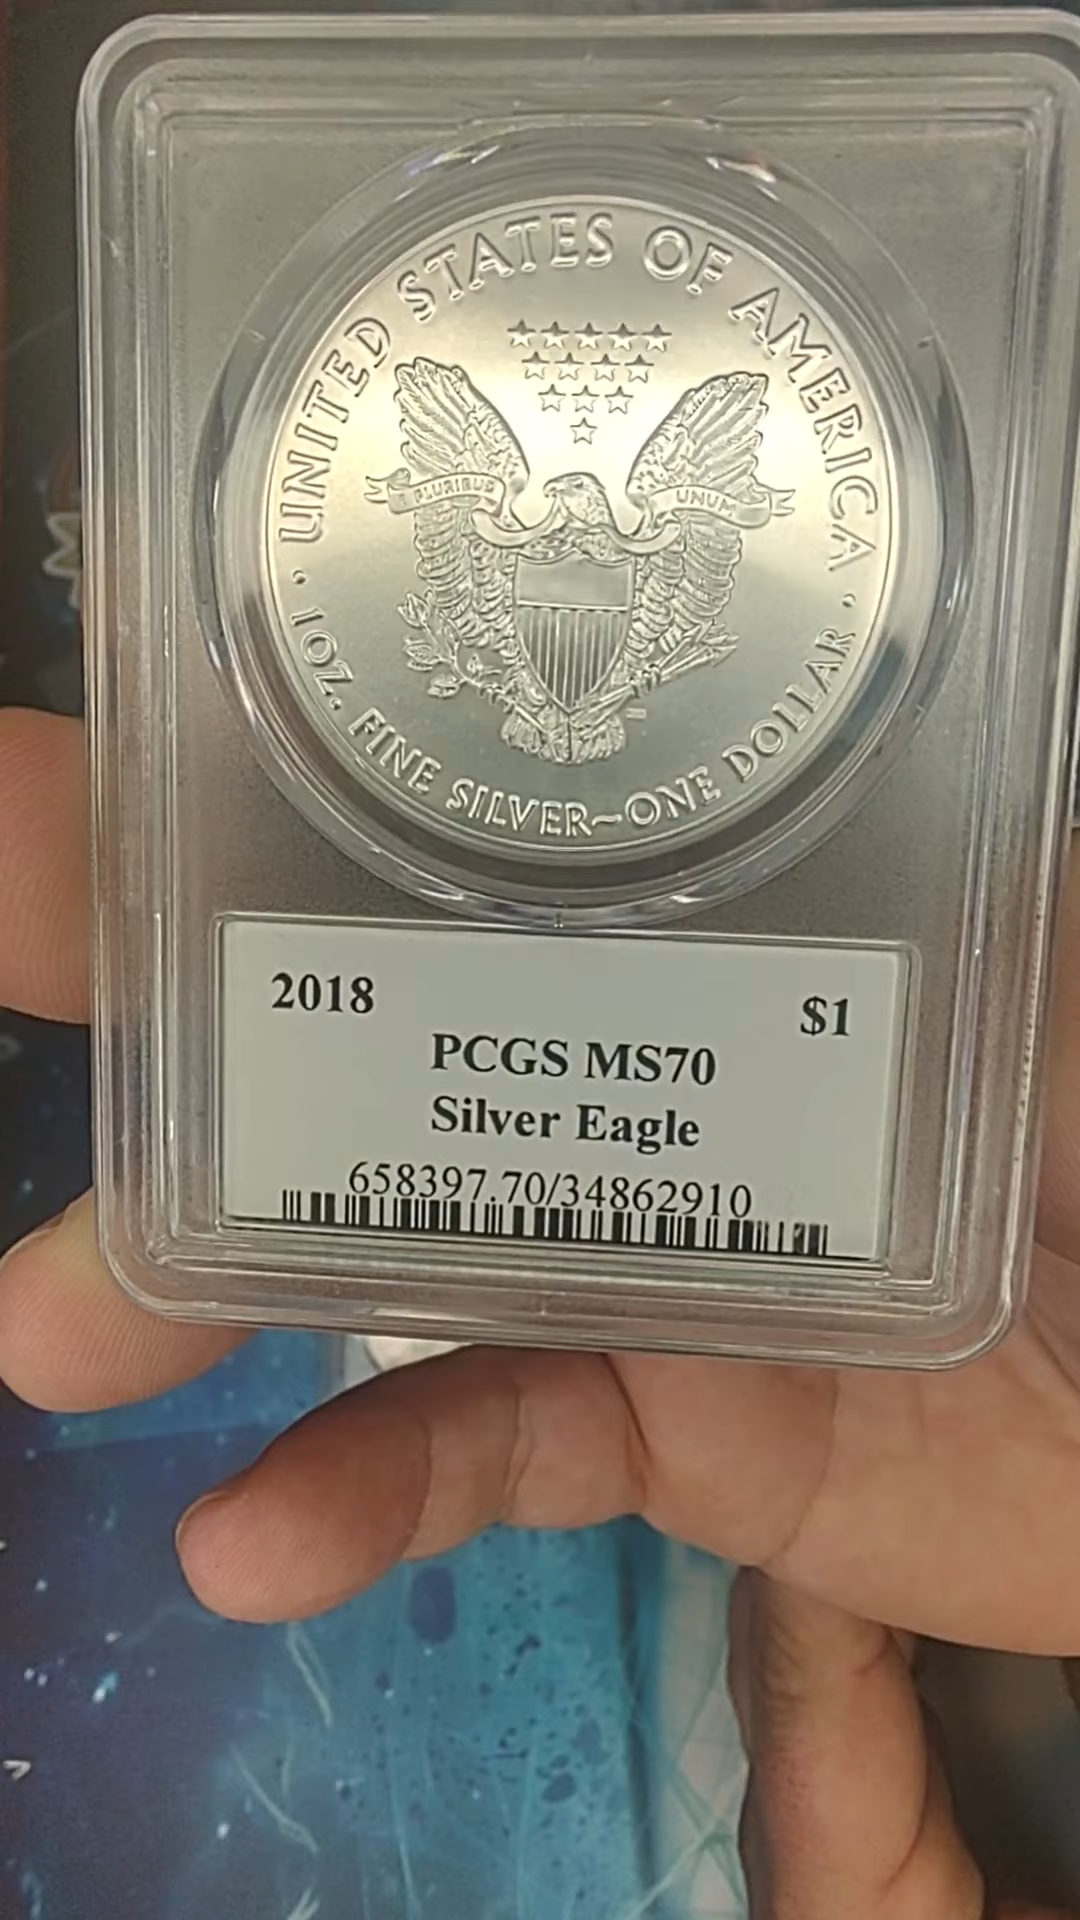 UNITED STATES OF AMERICA
E PLURIBUS UNUM
1 OZ. FINE SILVER~ONE DOLLAR
2018 $1
PCGS MS70
Silver Eagle
658397.70/34862910